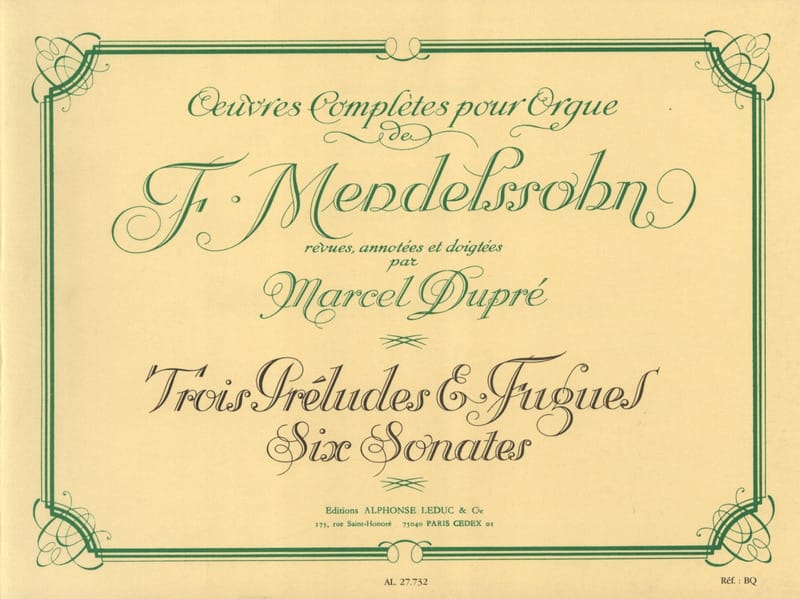 Oeuvres Complètes pour Orgue
de
F. Mendelssohn
revues, annotées et doigtées
par
Marcel Dupré
Trois Préludes & Fugues
Six Sonates
Editions ALPHONSE LEDUC & Cie
175, rue Saint-Honoré 75040 PARIS CEDEX 01
AL 27.732
Réf. : BQ